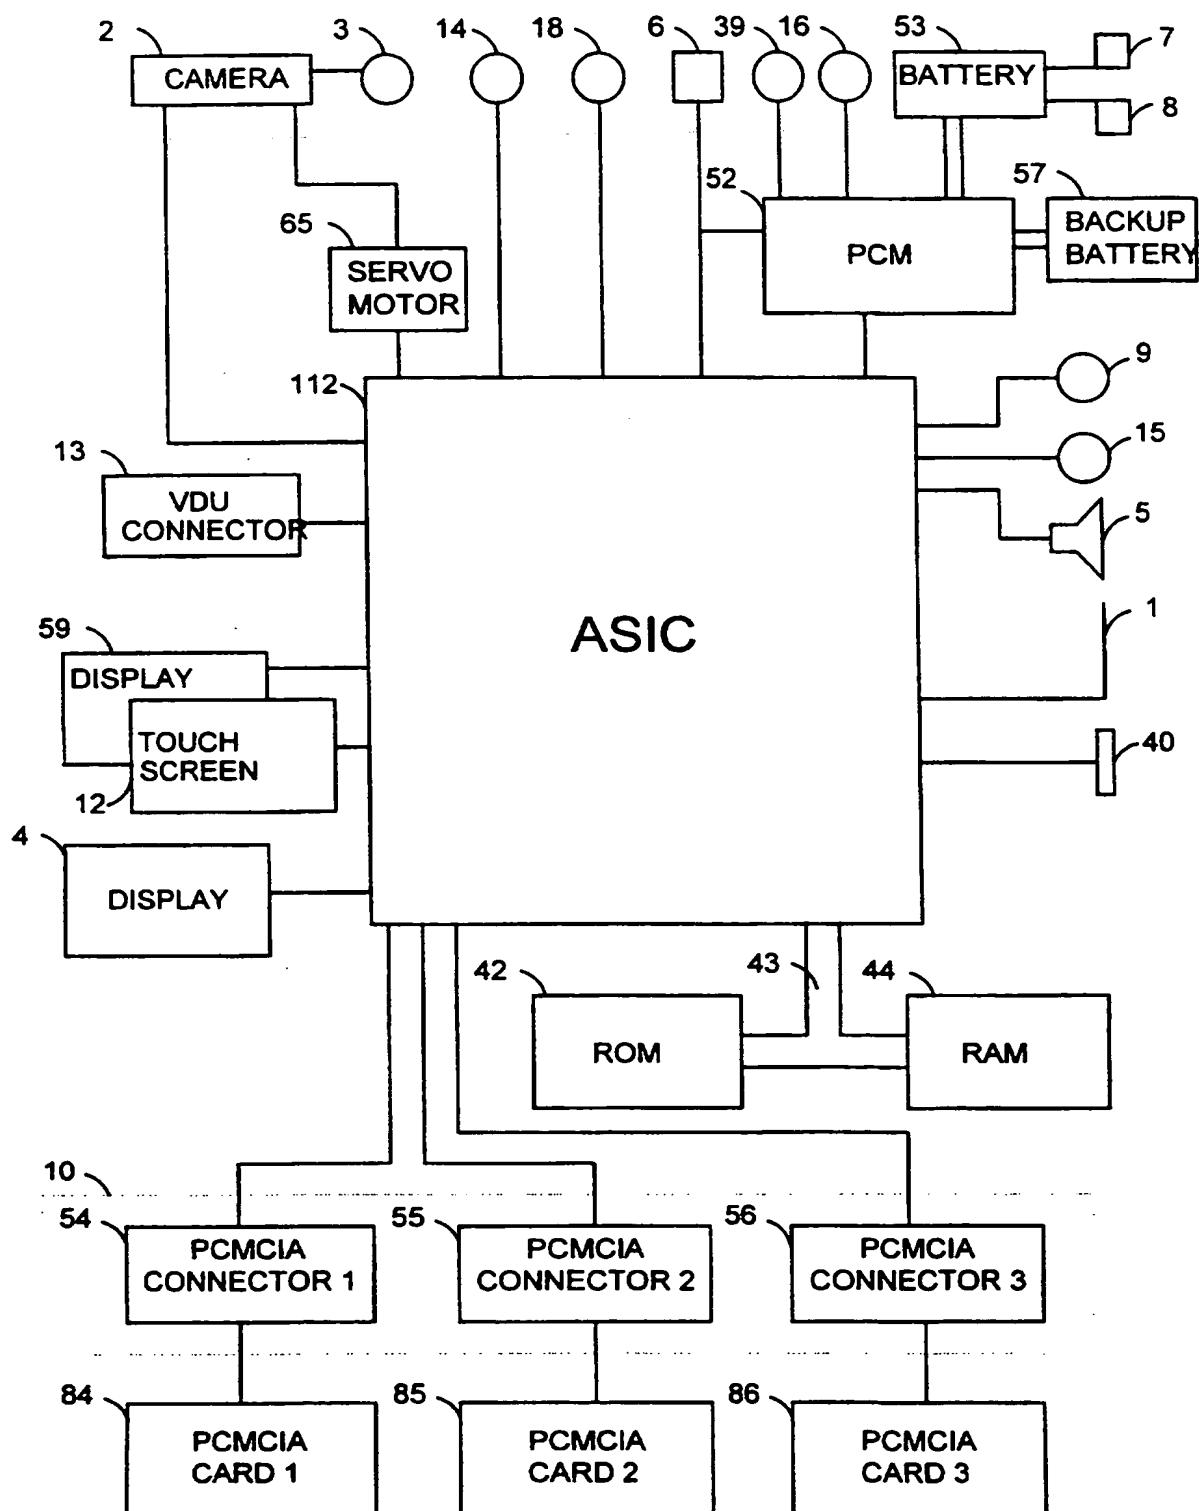 2
3
14
18
6
39
16
53
7
CAMERA
BATTERY
8
52
57
65
PCM
BACKUP
BATTERY
SERVO
MOTOR
112
9
13
15
VDU
CONNECTOR
5
ASIC
1
59
DISPLAY
TOUCH
SCREEN
12
40
4
DISPLAY
42
43
44
ROM
RAM
10
54
55
56
PCMCIA
CONNECTOR 1
PCMCIA
CONNECTOR 2
PCMCIA
CONNECTOR 3
84
85
86
PCMCIA
CARD 1
PCMCIA
CARD 2
PCMCIA
CARD 3